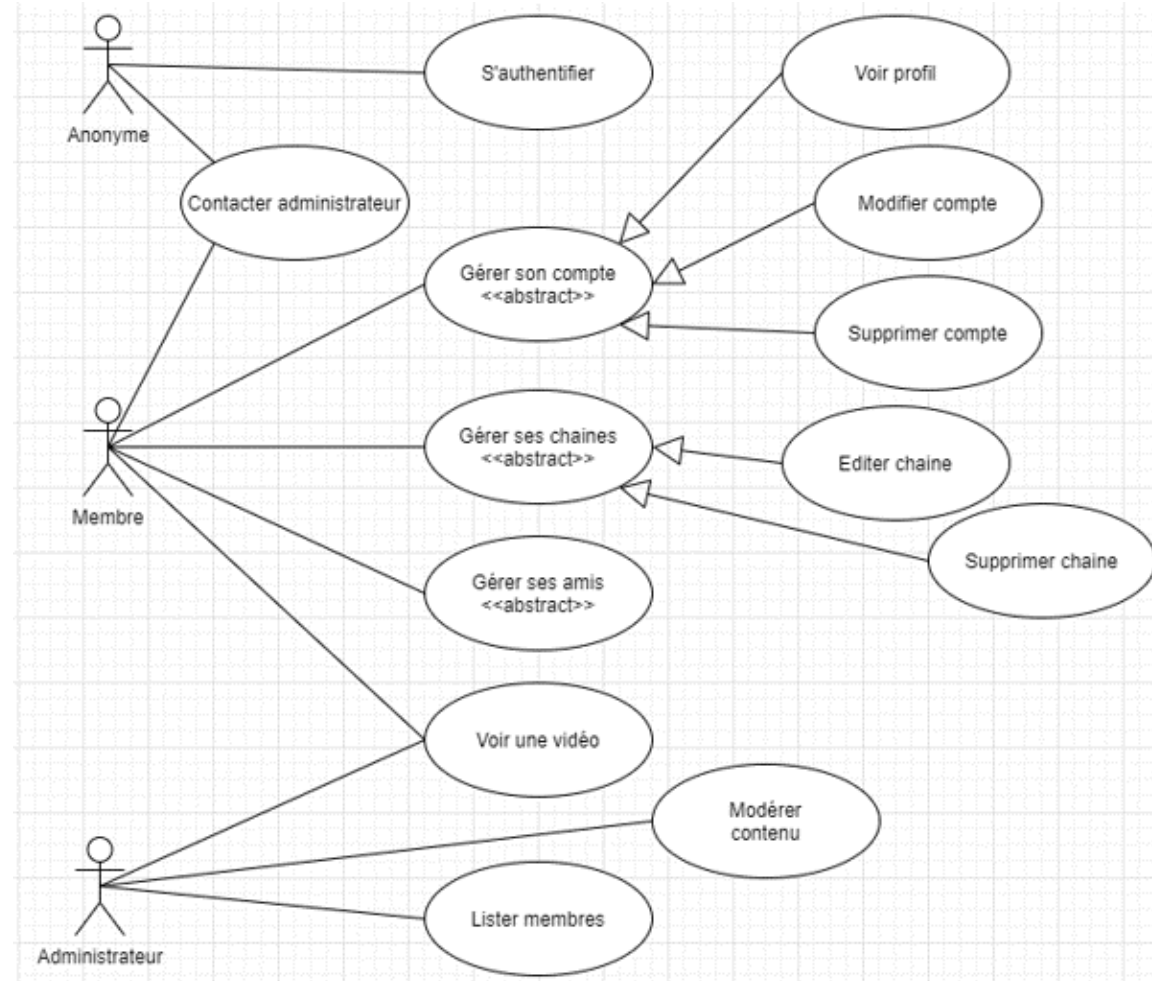 S'authentifier
Voir profil
Anonyme
Contacter administrateur
Modifier compte
Gérer son compte
<<abstract>>
Supprimer compte
Gérer ses chaines
<<abstract>>
Editer chaine
Membre
Supprimer chaine
Gérer ses amis
<<abstract>>
Voir une vidéo
Modérer
contenu
Lister membres
Administrateur